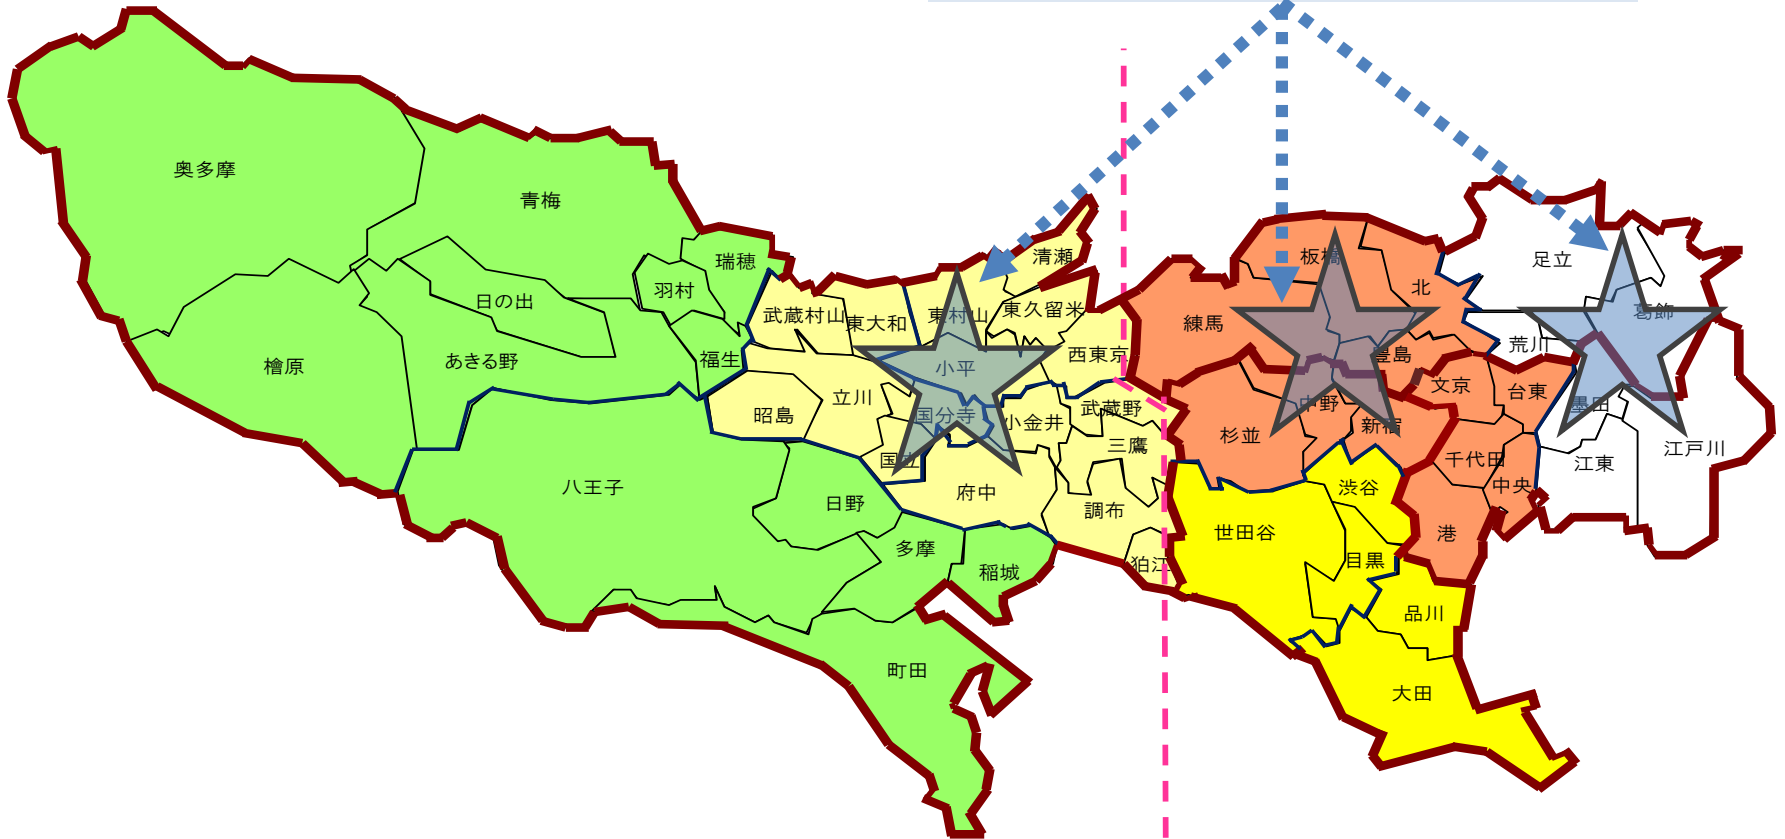 奥多摩
青梅
瑞穂
羽村
日の出
あきる野
檜原
福生
武蔵村山
東大和
東村山
清瀬
東久留米
小平
西東京
昭島
立川
国分寺
小金井
武蔵野
三鷹
国立
府中
調布
狛江
八王子
日野
多摩
稲城
町田
板橋
北
練馬
豊島
足立
葛飾
荒川
文京
台東
墨田
中野
新宿
杉並
千代田
中央
江東
江戸川
渋谷
港
世田谷
目黒
品川
大田